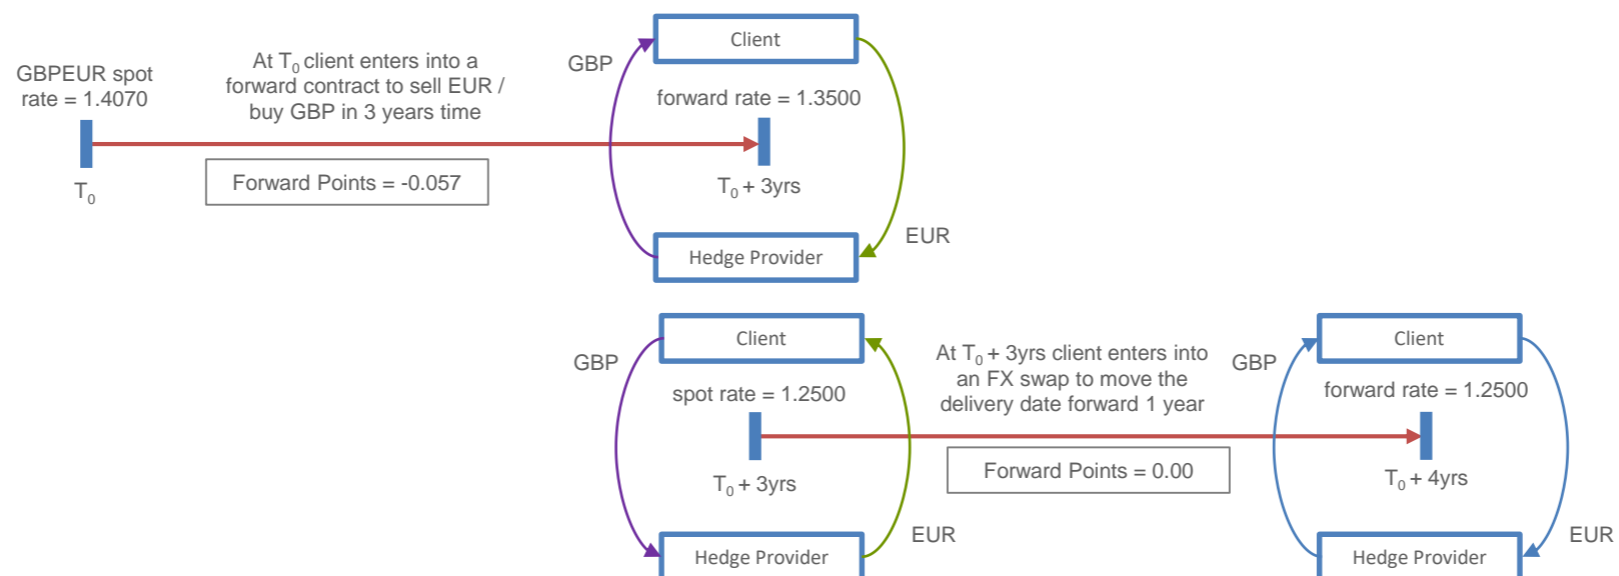 GBPEUR spot
rate = 1.4070
T0
At T0 client enters into a
forward contract to sell EUR /
buy GBP in 3 years time
Forward Points = -0.057
GBP
Client
forward rate = 1.3500
T0 + 3yrs
EUR
Hedge Provider
Client
GBP
spot rate = 1.2500
T0 + 3yrs
EUR
Hedge Provider
At T0 + 3yrs client enters into
an FX swap to move the
delivery date forward 1 year
Forward Points = 0.00
Client
GBP
forward rate = 1.2500
T0 + 4yrs
EUR
Hedge Provider